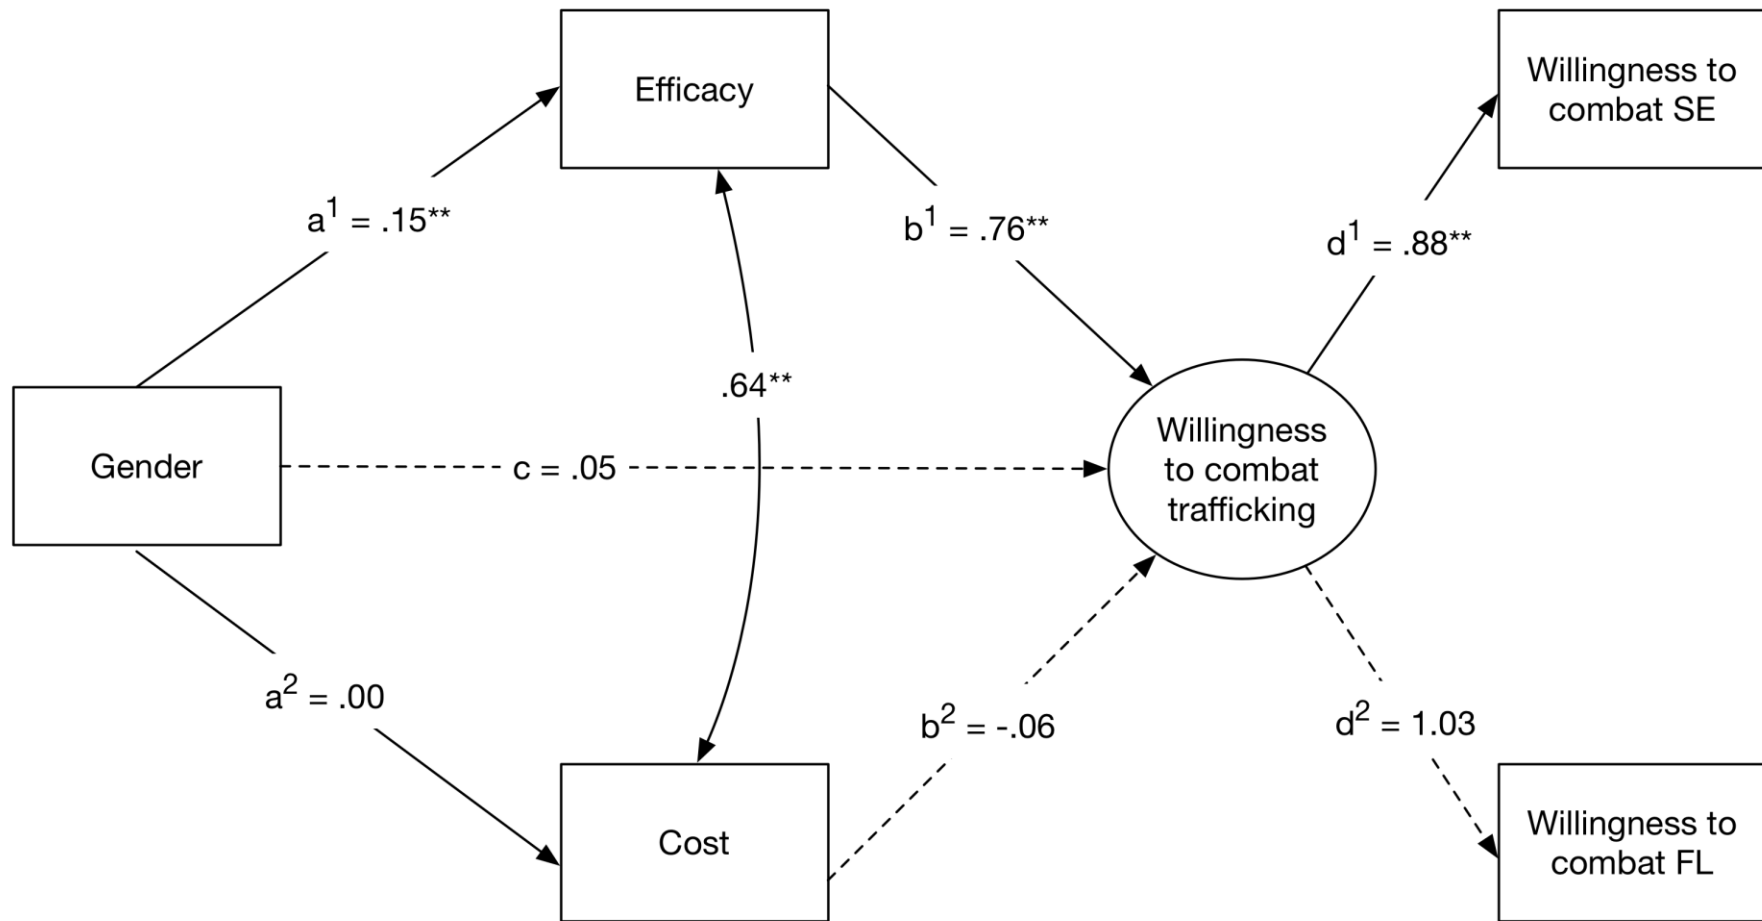 Efficacy
Willingness to
combat SE
a¹ = .15**
b¹ = .76**
d¹ = .88**
.64**
Gender
c = .05
Willingness
to combat
trafficking
a² = .00
b² = -.06
d² = 1.03
Cost
Willingness to
combat FL